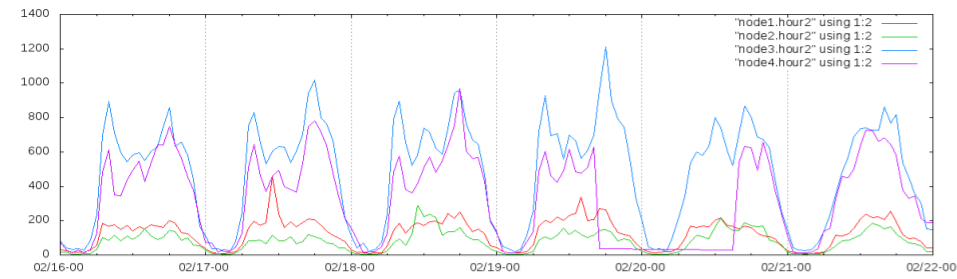 1400
1200
1000
800
600
400
200
0
"node1.hour2" using 1:2
"node2.hour2" using 1:2
"node3.hour2" using 1:2
"node4.hour2" using 1:2
02/16-00 02/17-00 02/18-00 02/19-00 02/20-00 02/21-00 02/22-00